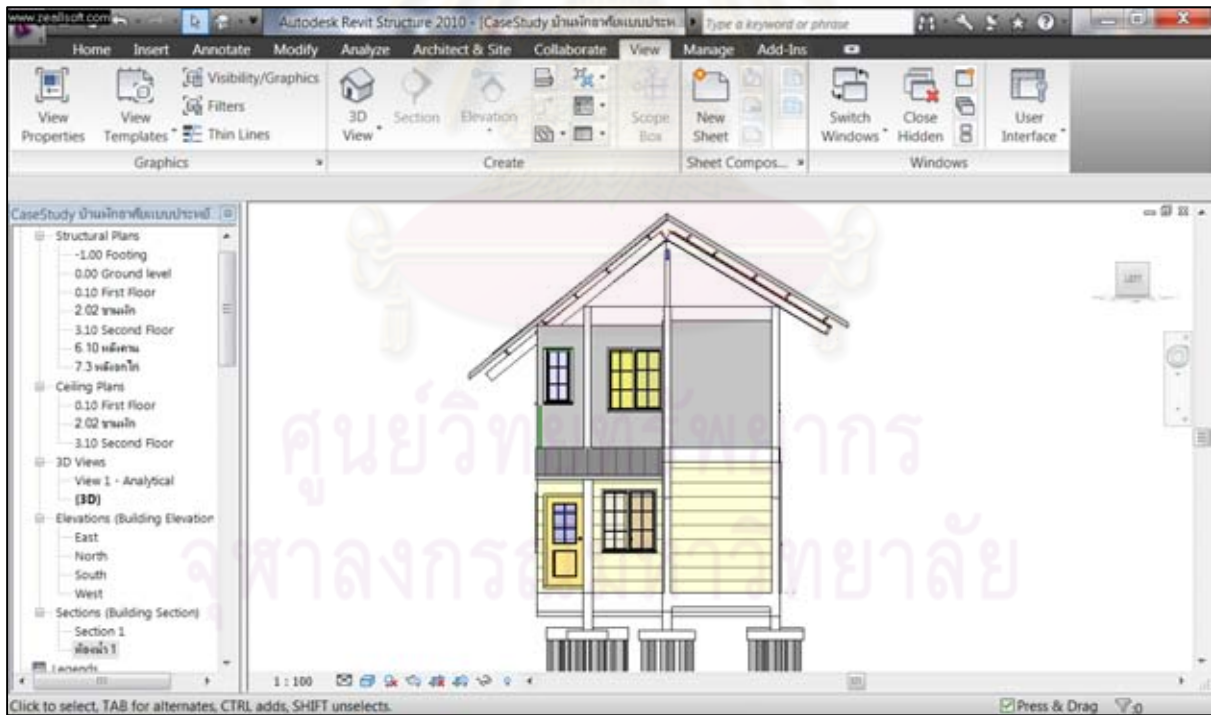 www.reallsoft.com
Autodesk Revit Structure 2010 - [CaseStudy บ้านพักอาศัยแบบประห
Type a keyword or phrase
Home Insert Annotate Modify Analyze Architect & Site Collaborate View Manage Add-Ins
View Properties
View Templates
Visibility/Graphics
Filters
Thin Lines
3D View
Section
Elevation
Scope Box
New Sheet
Switch Windows
Close Hidden
User Interface
Graphics
Create
Sheet Compos...
Windows
CaseStudy บ้านพักอาศัยแบบประหยั
Structural Plans
-1.00 Footing
0.00 Ground level
0.10 First Floor
2.02 ชานพัก
3.10 Second Floor
6.10 หลังคาน
7.3 หลังอกไก่
Ceiling Plans
0.10 First Floor
2.02 ชานพัก
3.10 Second Floor
3D Views
View 1 - Analytical
{3D}
Elevations (Building Elevation
East
North
South
West
Sections (Building Section)
Section 1
ห้องน้ำ 1
Legends
LEFT
ศูนย์วิทยทรัพยากร
จุฬาลงกรณ์มหาวิทยาลัย
1 : 100
Click to select, TAB for alternates, CTRL adds, SHIFT unselects.
Press & Drag
:0